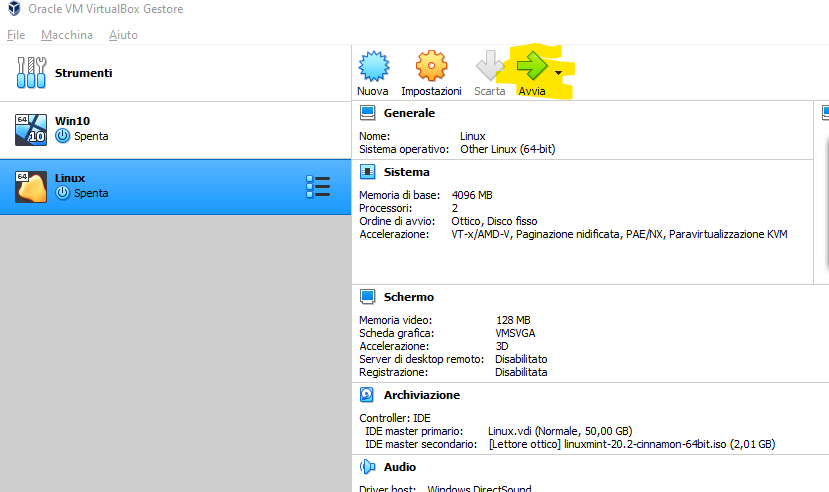 Oracle VM VirtualBox Gestore
File Macchina Aiuto
Strumenti
Nuova Impostazioni Scarta Avvia
64 10 Win10
Spenta
64 Linux
Spenta
Generale
Nome: Linux
Sistema operativo: Other Linux (64-bit)
Sistema
Memoria di base: 4096 MB
Processori: 2
Ordine di avvio: Ottico, Disco fisso
Accelerazione: VT-x/AMD-V, Paginazione nidificata, PAE/NX, Paravirtualizzazione KVM
Schermo
Memoria video: 128 MB
Scheda grafica: VMSVGA
Accelerazione: 3D
Server di desktop remoto: Disabilitato
Registrazione: Disabilitata
Archiviazione
Controller: IDE
IDE master primario: Linux.vdi (Normale, 50,00 GB)
IDE master secondario: [Lettore ottico] linuxmint-20.2-cinnamon-64bit.iso (2,01 GB)
Audio
Driver host: Windows DirectSound